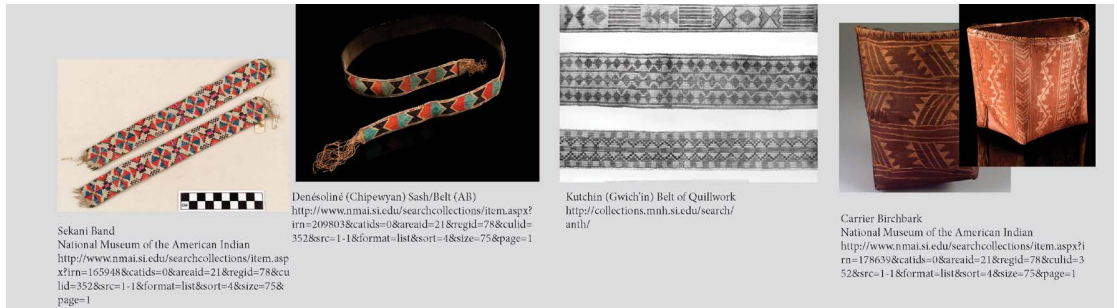 Sekani Band
National Museum of the American Indian
http://www.nmai.si.edu/searchcollections/item.asp
x?irn=165948&catids=0&areaid=21&regid=78&cu
lid=352&src=1-1&format=list&sort=4&size=75&
page=1
Denésoliné (Chipewyan) Sash/Belt (AB)
http://www.nmai.si.edu/searchcollections/item.aspx?
irn=209803&catids=0&areaid=21&regid=78&culid=
352&src=1-1&format=list&sort=4&size=75&page=1
Kutchin (Gwich'in) Belt of Quillwork
http://collections.mnh.si.edu/search/
anth/
Carrier Birchbark
National Museum of the American Indian
http://www.nmai.si.edu/searchcollections/item.aspx?i
rn=178639&catids=0&areaid=21&regid=78&culid=3
52&src=1-1&format=list&sort=4&size=75&page=1